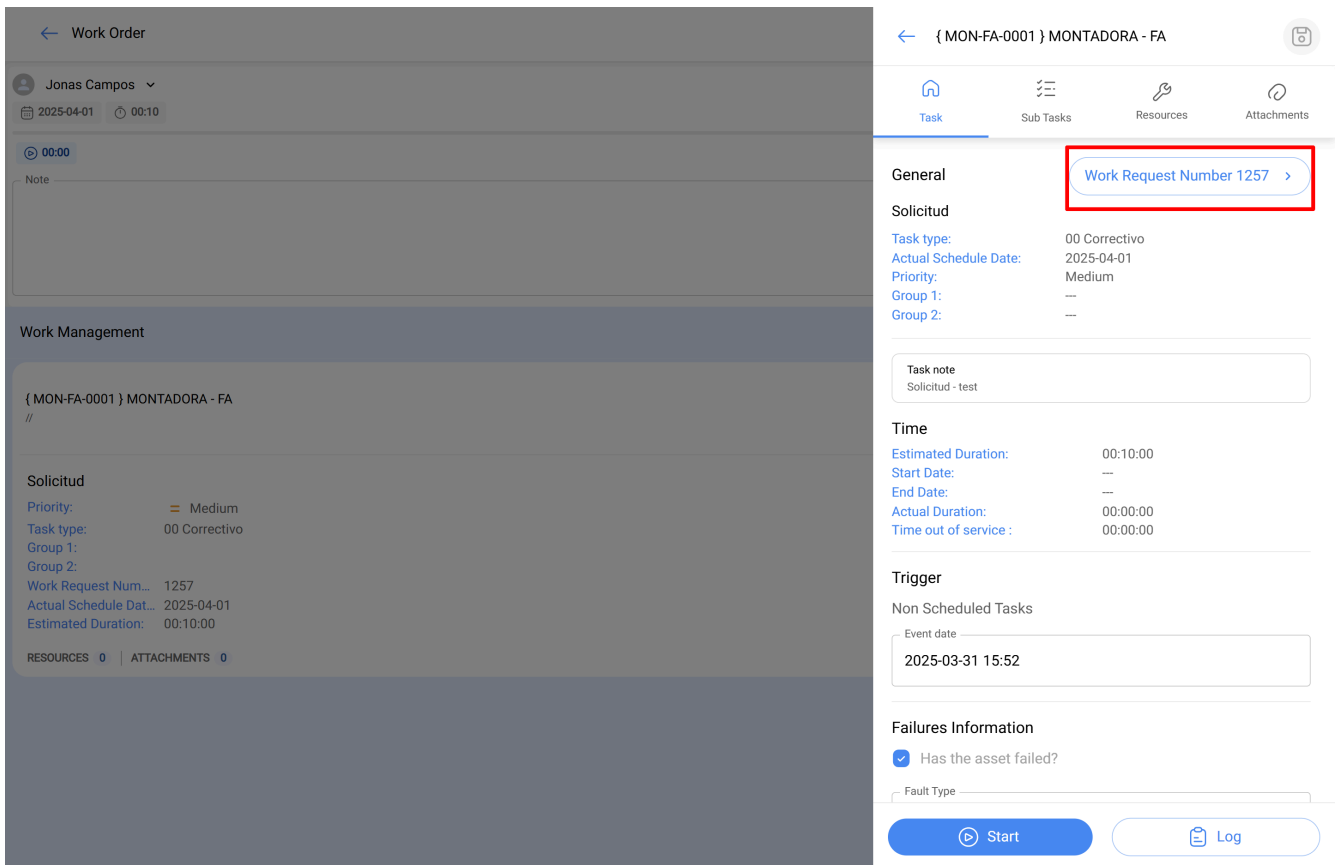 Work Order
Jonas Campos
2025-04-01 00:10
00:00
Note
Work Management
{ MON-FA-0001 } MONTADORA - FA
//
Solicitud
Priority: Medium
Task type: 00 Correctivo
Group 1:
Group 2:
Work Request Num... 1257
Actual Schedule Dat... 2025-04-01
Estimated Duration: 00:10:00
RESOURCES 0 | ATTACHMENTS 0
{ MON-FA-0001 } MONTADORA - FA
Task Sub Tasks Resources Attachments
General Work Request Number 1257
Solicitud
Task type: 00 Correctivo
Actual Schedule Date: 2025-04-01
Priority: Medium
Group 1: ---
Group 2: ---
Task note
Solicitud - test
Time
Estimated Duration: 00:10:00
Start Date: ---
End Date: ---
Actual Duration: 00:00:00
Time out of service : 00:00:00
Trigger
Non Scheduled Tasks
Event date
2025-03-31 15:52
Failures Information
Has the asset failed?
Fault Type
Start Log